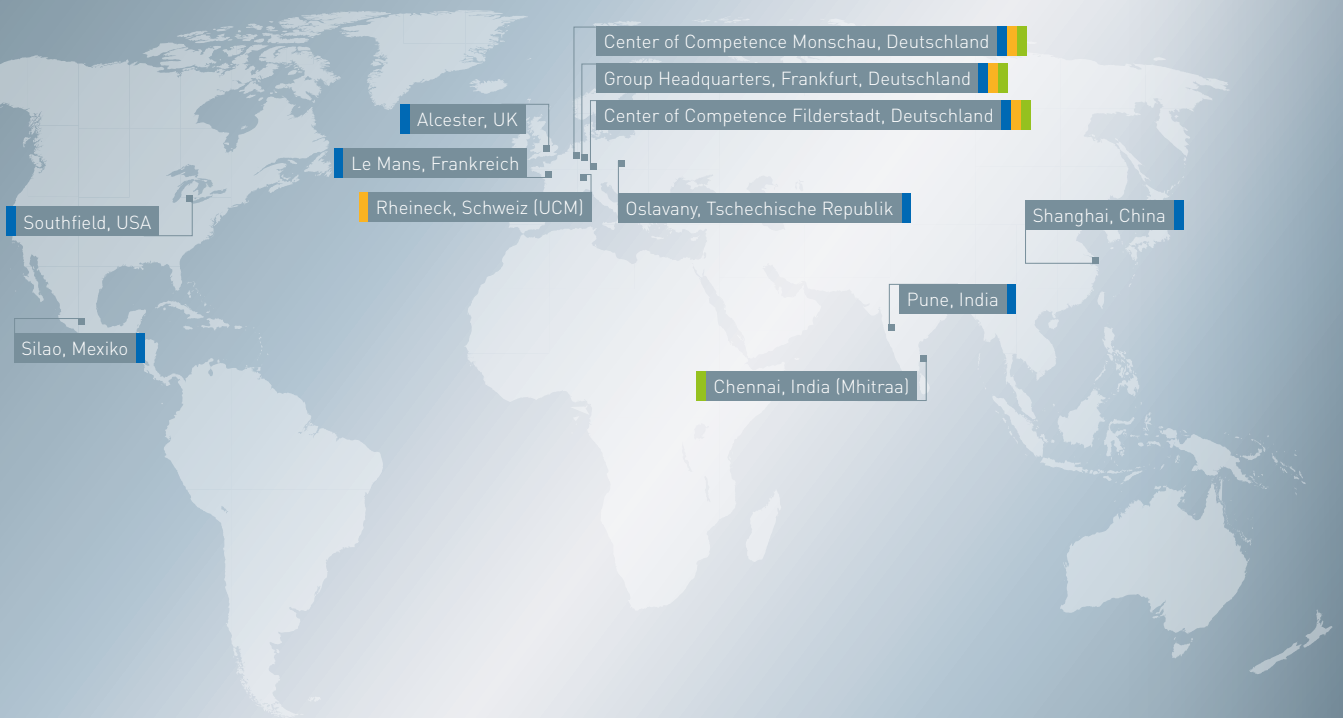 Center of Competence Monschau, Deutschland
Group Headquarters, Frankfurt, Deutschland
Center of Competence Filderstadt, Deutschland
Alcester, UK
Le Mans, Frankreich
Rheineck, Schweiz (UCM)
Oslavany, Tschechische Republik
Southfield, USA
Shanghai, China
Pune, India
Silao, Mexiko
Chennai, India (Mhitraa)